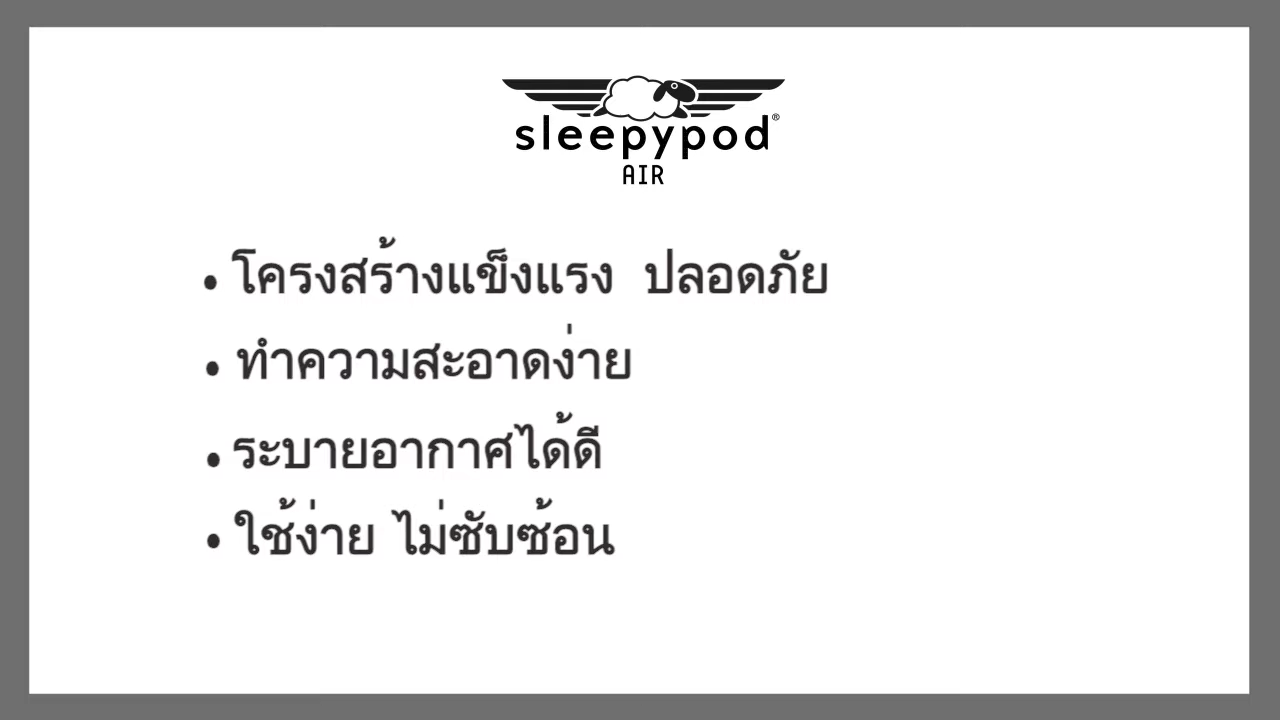 sleepypod®
AIR
• โครงสร้างแข็งแรง ปลอดภัย
• ทำความสะอาดง่าย
• ระบายอากาศได้ดี
• ใช้ง่าย ไม่ซับซ้อน